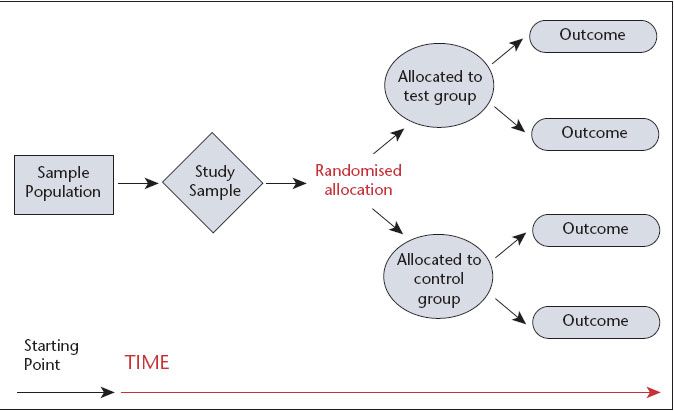 Sample
Population
Study
Sample
Randomised
allocation
Allocated to
test group
Outcome
Outcome
Allocated to
control
group
Outcome
Outcome
Starting
Point
TIME